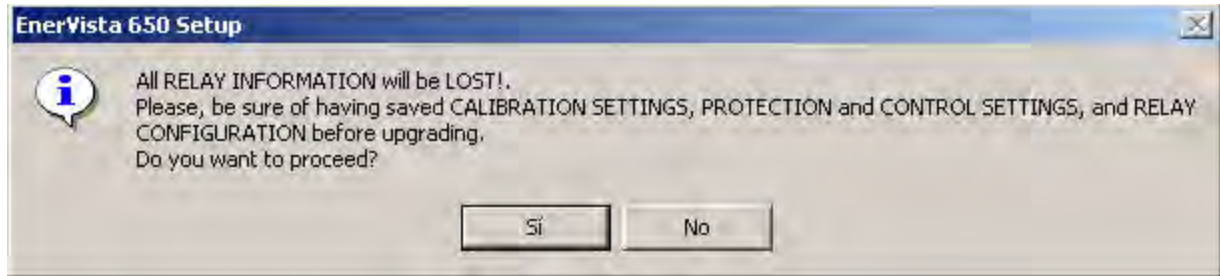 EnerVista 650 Setup
All RELAY INFORMATION will be LOST!.
Please, be sure of having saved CALIBRATION SETTINGS, PROTECTION and CONTROL SETTINGS, and RELAY
CONFIGURATION before upgrading.
Do you want to proceed?
Sí No